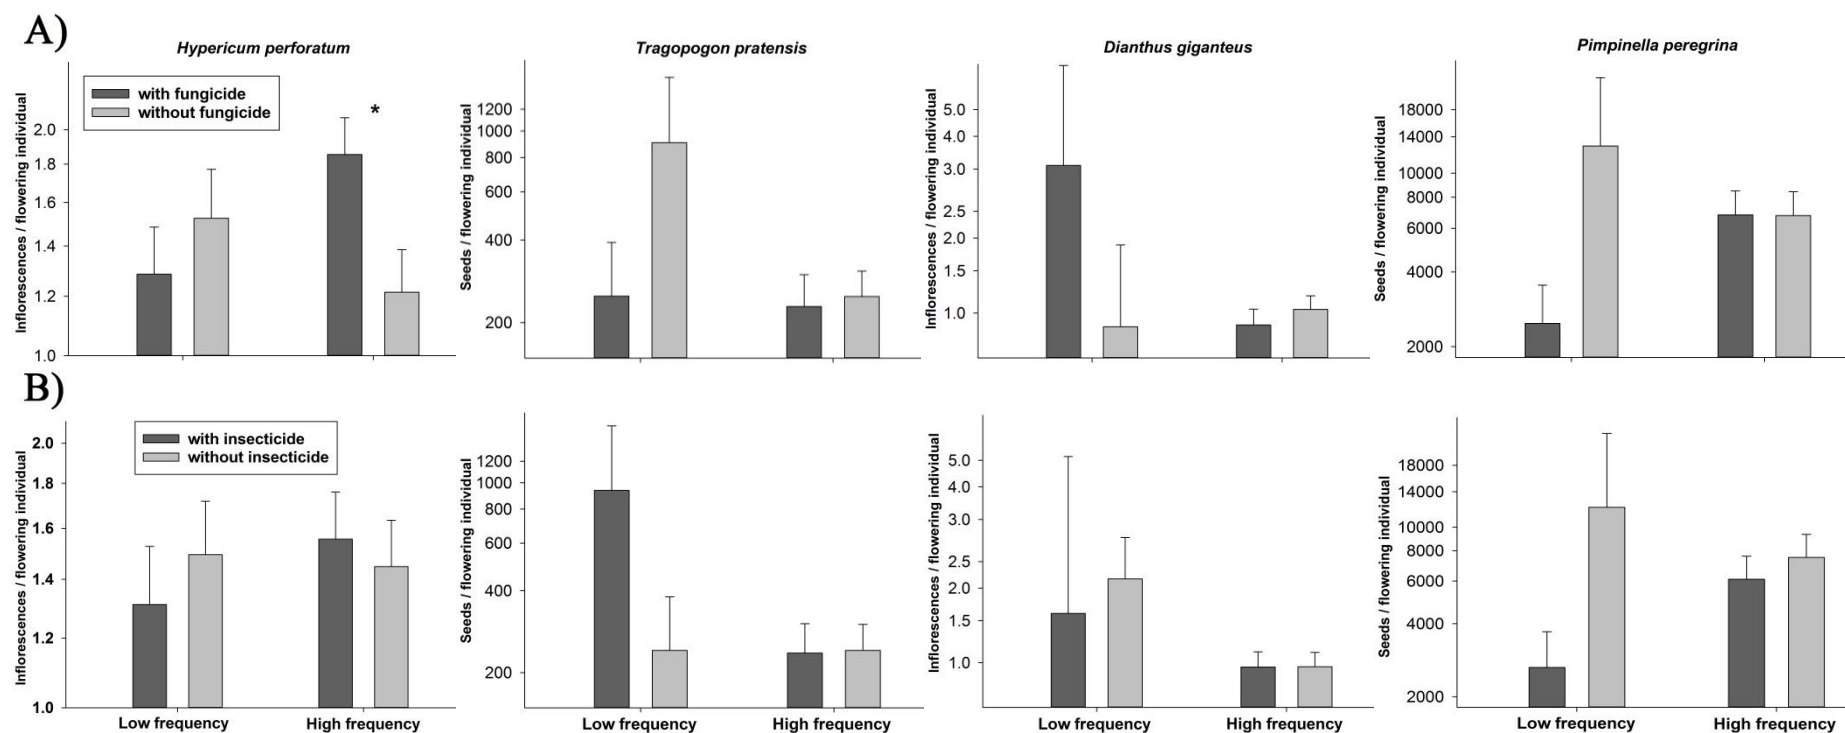 A)
Hypericum perforatum
Tragopogon pratensis
Dianthus giganteus
Pimpinella peregrina
with fungicide
without fungicide
*
Inflorescences / flowering individual
2.0
1.8
1.6
1.4
1.2
1.0
Seeds / flowering individual
1200
1000
800
600
400
200
Inflorescences / flowering individual
5.0
4.0
3.0
2.5
2.0
1.5
1.0
Seeds / flowering individual
18000
14000
10000
8000
6000
4000
2000
B)
with insecticide
without insecticide
Inflorescences / flowering individual
2.0
1.8
1.6
1.4
1.2
1.0
Low frequency
High frequency
Seeds / flowering individual
1200
1000
800
600
400
200
Low frequency
High frequency
Inflorescences / flowering individual
5.0
4.0
3.0
2.5
2.0
1.5
1.0
Low frequency
High frequency
Seeds / flowering individual
18000
14000
10000
8000
6000
4000
2000
Low frequency
High frequency